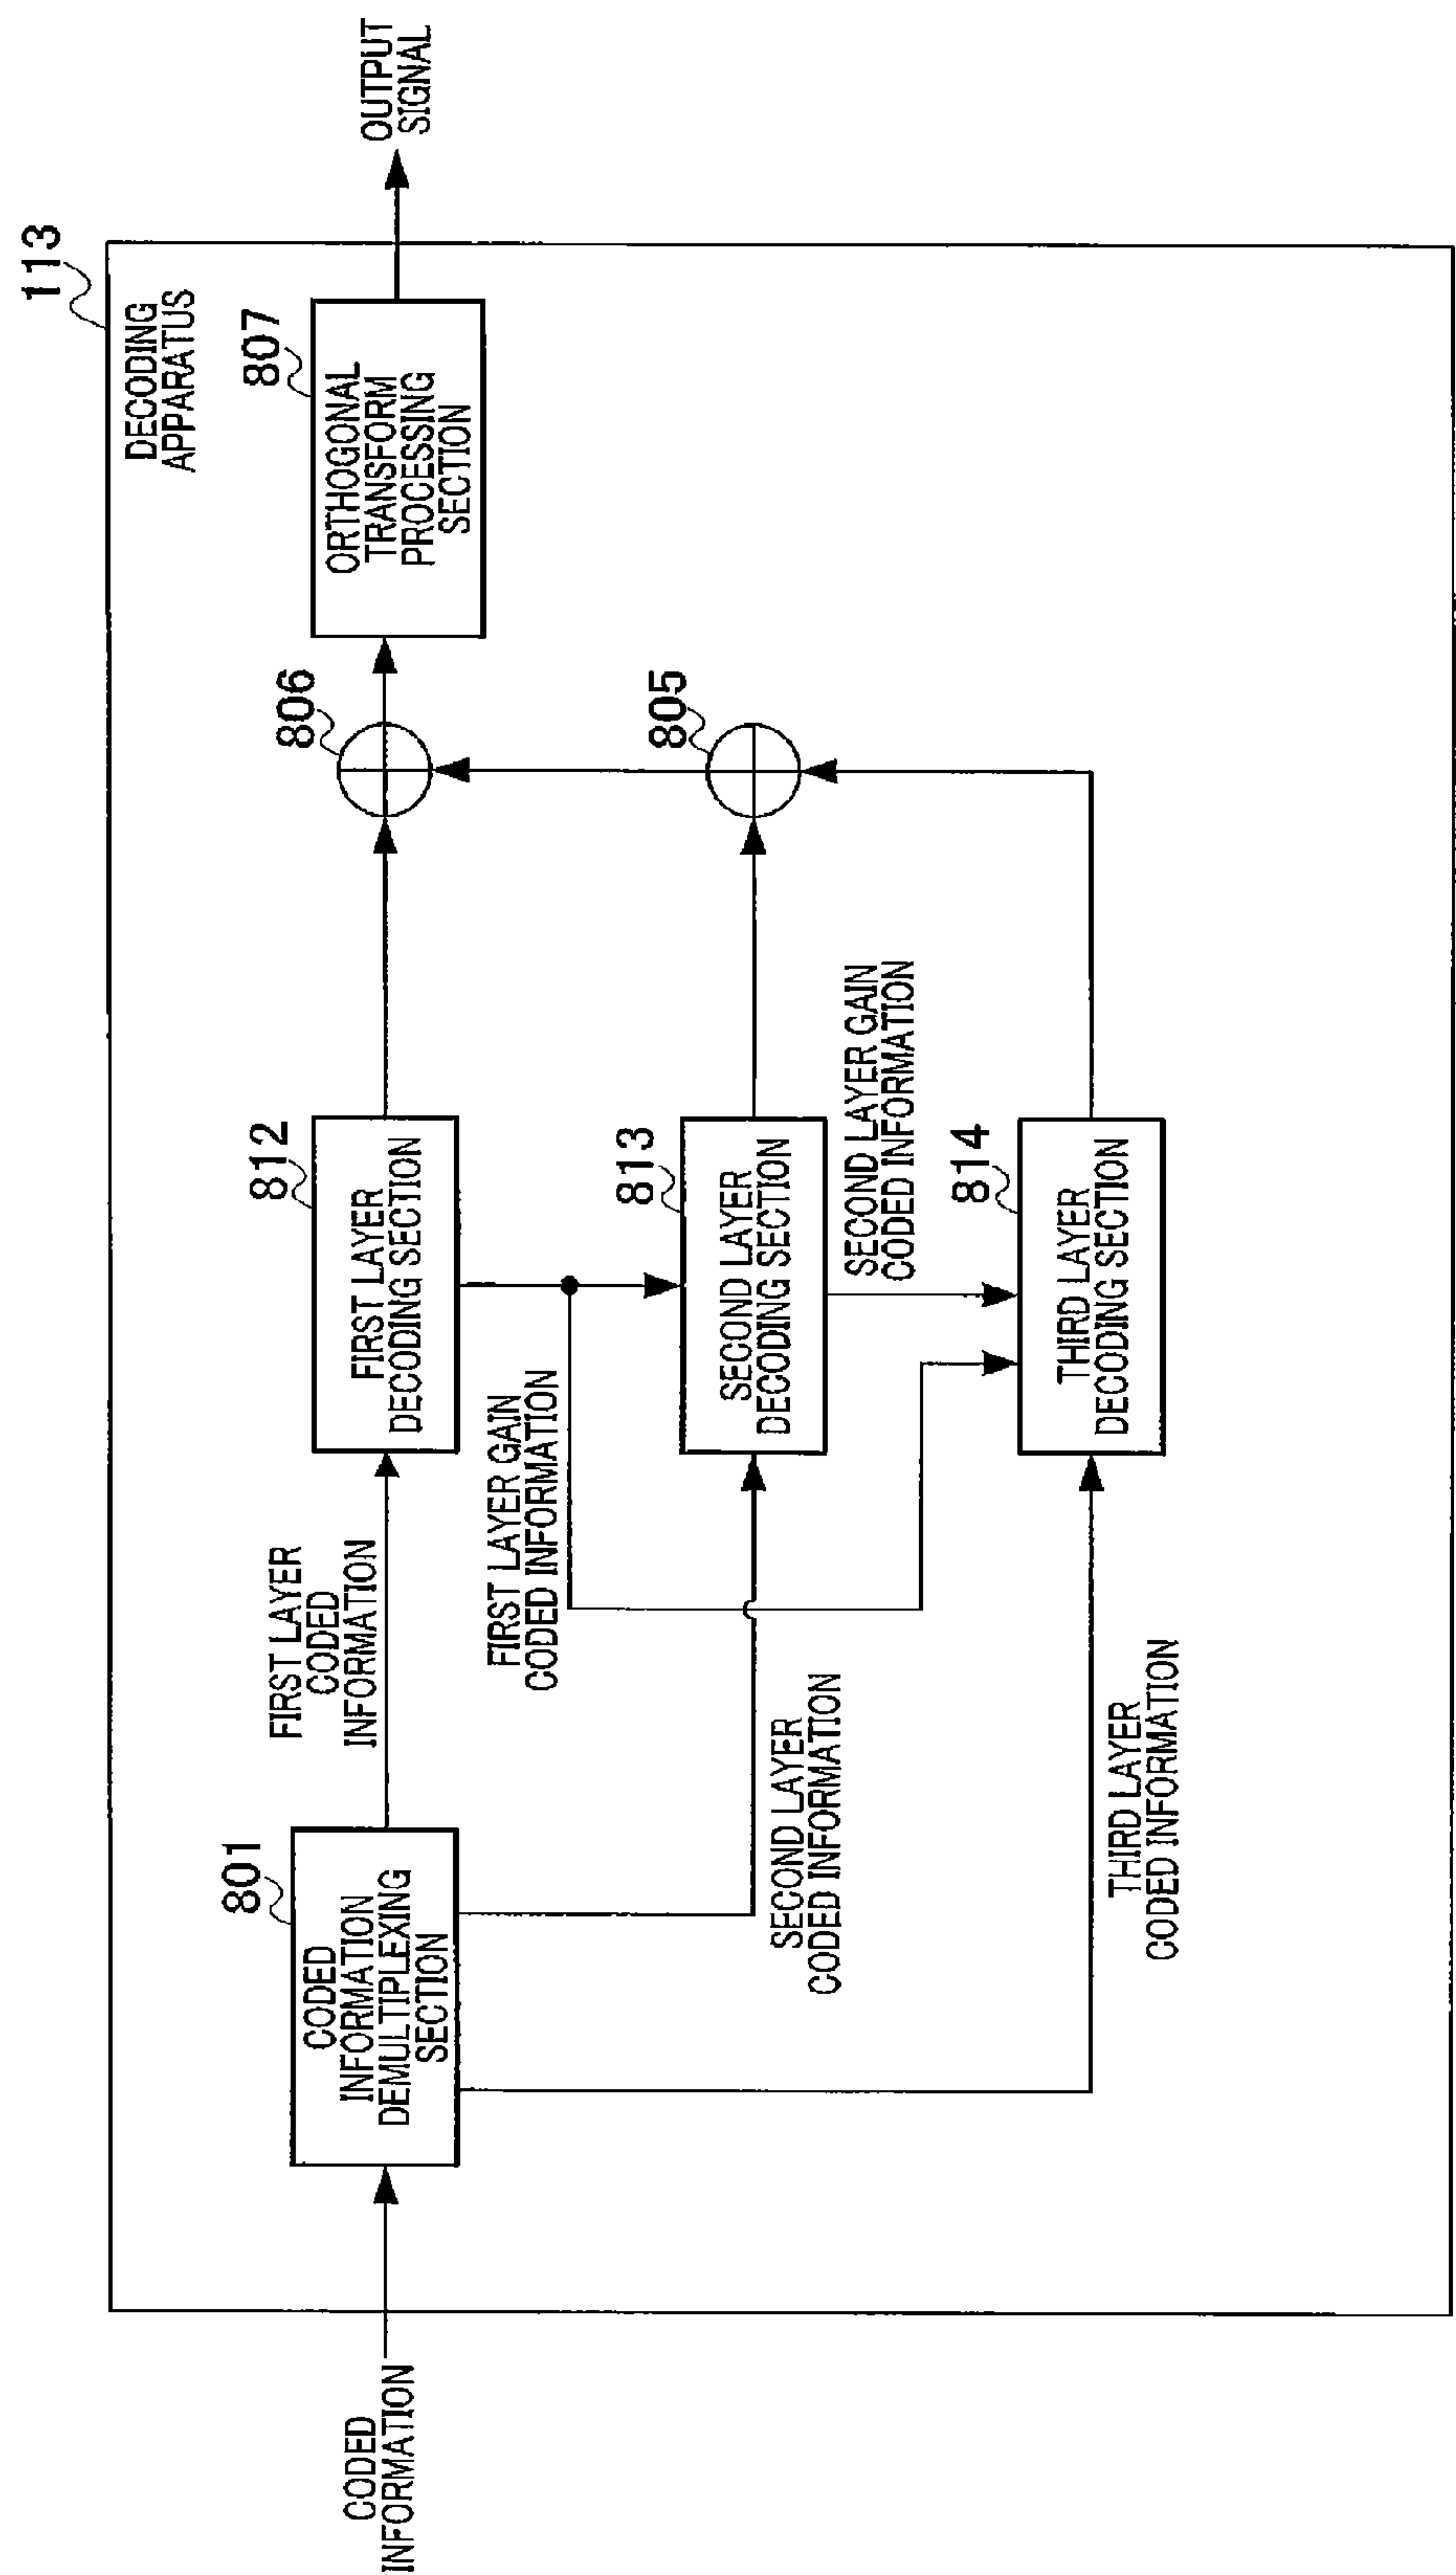 113
DECODING
APPARATUS
CODED
INFORMATION
801
CODED
INFORMATION
DEMULTIPLEXING
SECTION
FIRST LAYER
CODED
INFORMATION
812
FIRST LAYER
DECODING SECTION
806
807
ORTHOGONAL
TRANSFORM
PROCESSING
SECTION
OUTPUT
SIGNAL
FIRST LAYER GAIN
CODED INFORMATION
SECOND LAYER
CODED INFORMATION
813
SECOND LAYER
DECODING SECTION
805
SECOND LAYER GAIN
CODED INFORMATION
THIRD LAYER
CODED INFORMATION
814
THIRD LAYER
DECODING SECTION